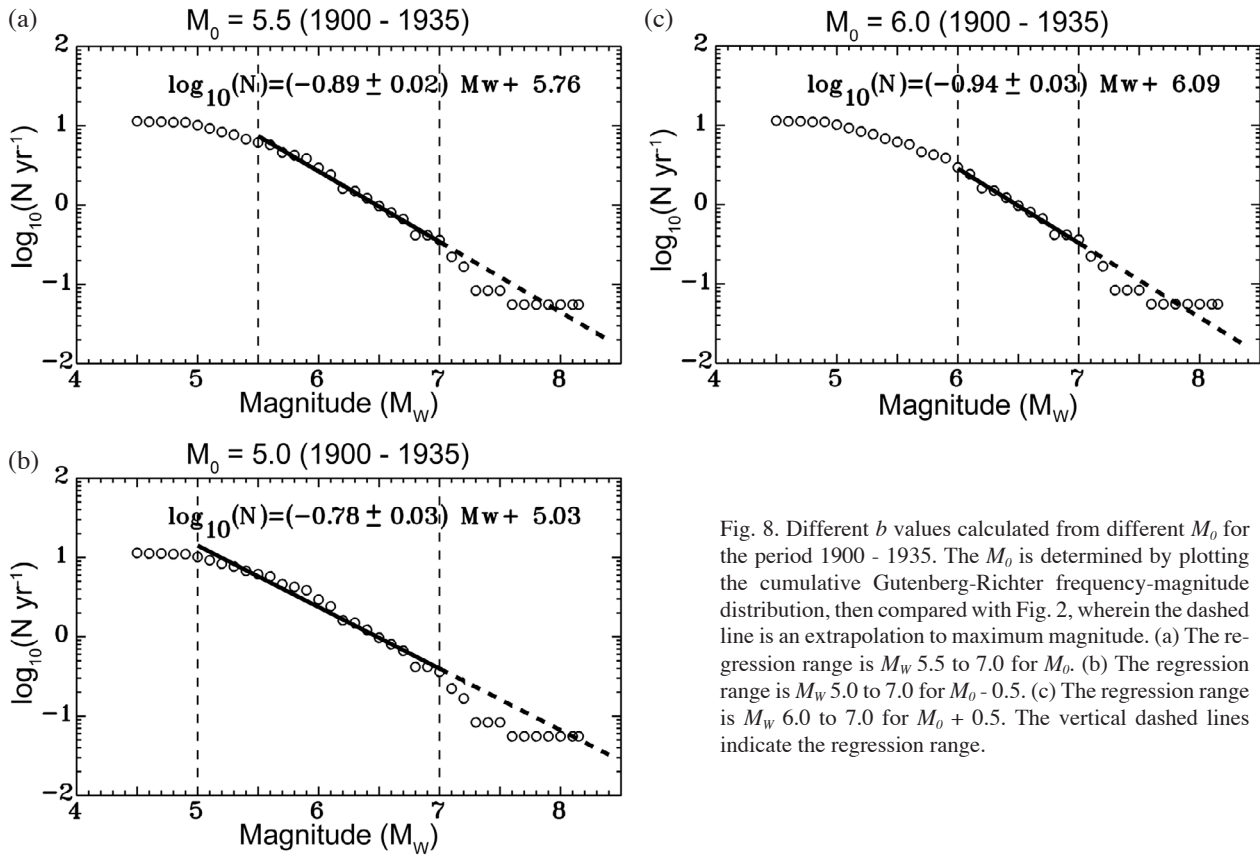 (a)
M₀ = 5.5 (1900 - 1935)
log₁₀(N)=(−0.89 ± 0.02) Mw+ 5.76
2
1
0
-1
-2
log₁₀(N yr⁻¹)
4 5 6 7 8
Magnitude (M_W)
(c)
M₀ = 6.0 (1900 - 1935)
log₁₀(N)=(−0.94 ± 0.03) Mw+ 6.09
2
1
0
-1
-2
log₁₀(N yr⁻¹)
4 5 6 7 8
Magnitude (M_W)
(b)
M₀ = 5.0 (1900 - 1935)
log₁₀(N)=(−0.78 ± 0.03) Mw+ 5.03
2
1
0
-1
-2
log₁₀(N yr⁻¹)
4 5 6 7 8
Magnitude (M_W)
Fig. 8. Different b values calculated from different M₀ for
the period 1900 - 1935. The M₀ is determined by plotting
the cumulative Gutenberg-Richter frequency-magnitude
distribution, then compared with Fig. 2, wherein the dashed
line is an extrapolation to maximum magnitude. (a) The re-
gression range is M_W 5.5 to 7.0 for M₀. (b) The regression
range is M_W 5.0 to 7.0 for M₀ - 0.5. (c) The regression range
is M_W 6.0 to 7.0 for M₀ + 0.5. The vertical dashed lines
indicate the regression range.